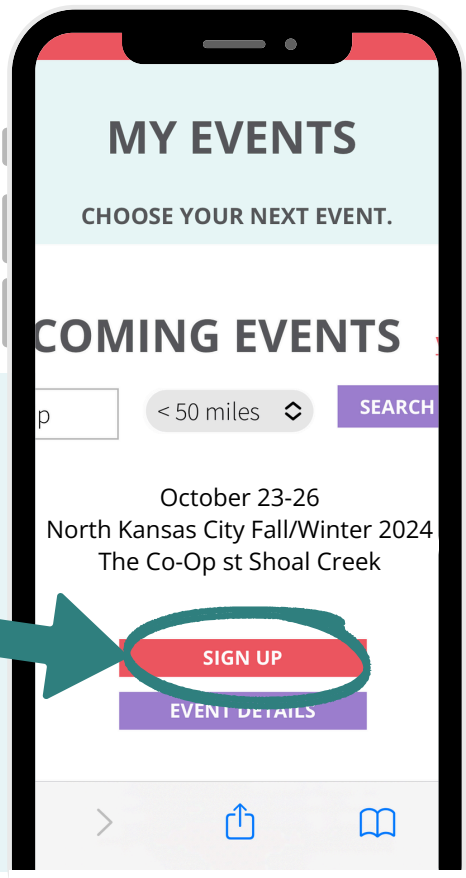 MY EVENTS
CHOOSE YOUR NEXT EVENT.
COMING EVENTS
p
< 50 miles
SEARCH
October 23-26
North Kansas City Fall/Winter 2024
The Co-Op st Shoal Creek
SIGN UP
EVENT DETAILS